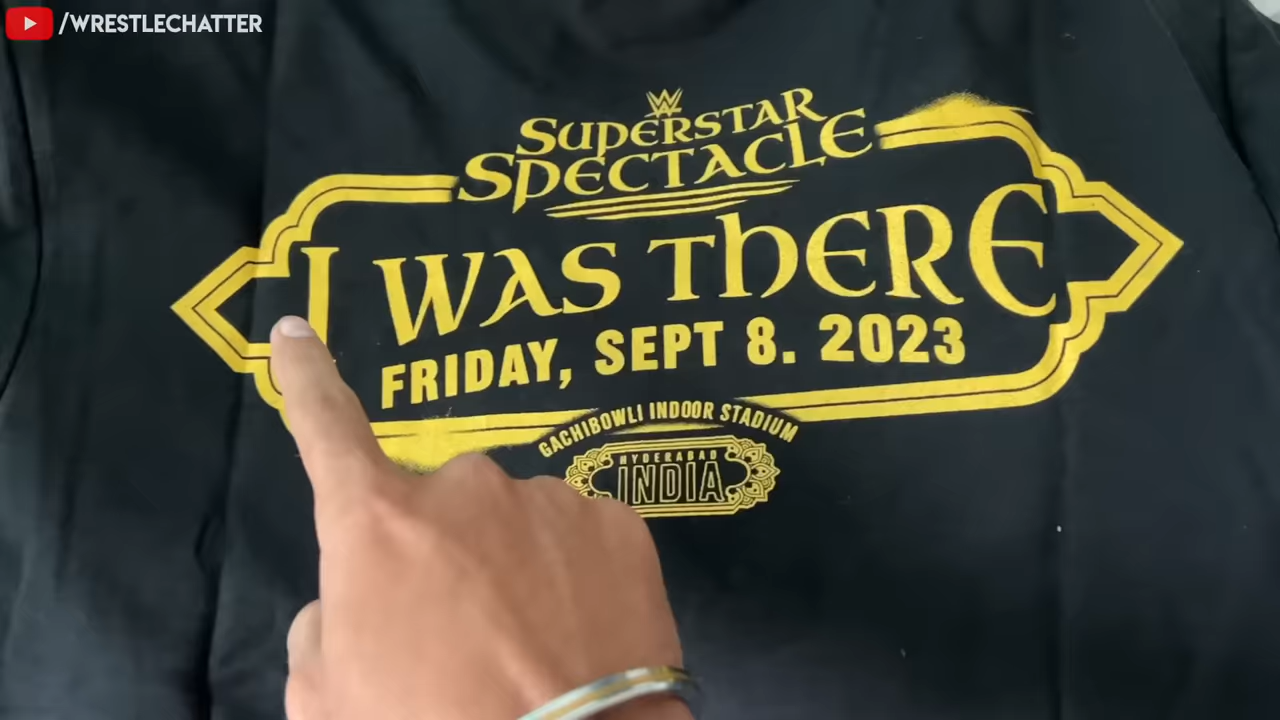 /WRESTLECHATTER
W
SUPERSTAR
SPECTACLE
I WAS THERE
FRIDAY, SEPT 8. 2023
GACHIBOWLI INDOOR STADIUM
HYDERABAD
INDIA